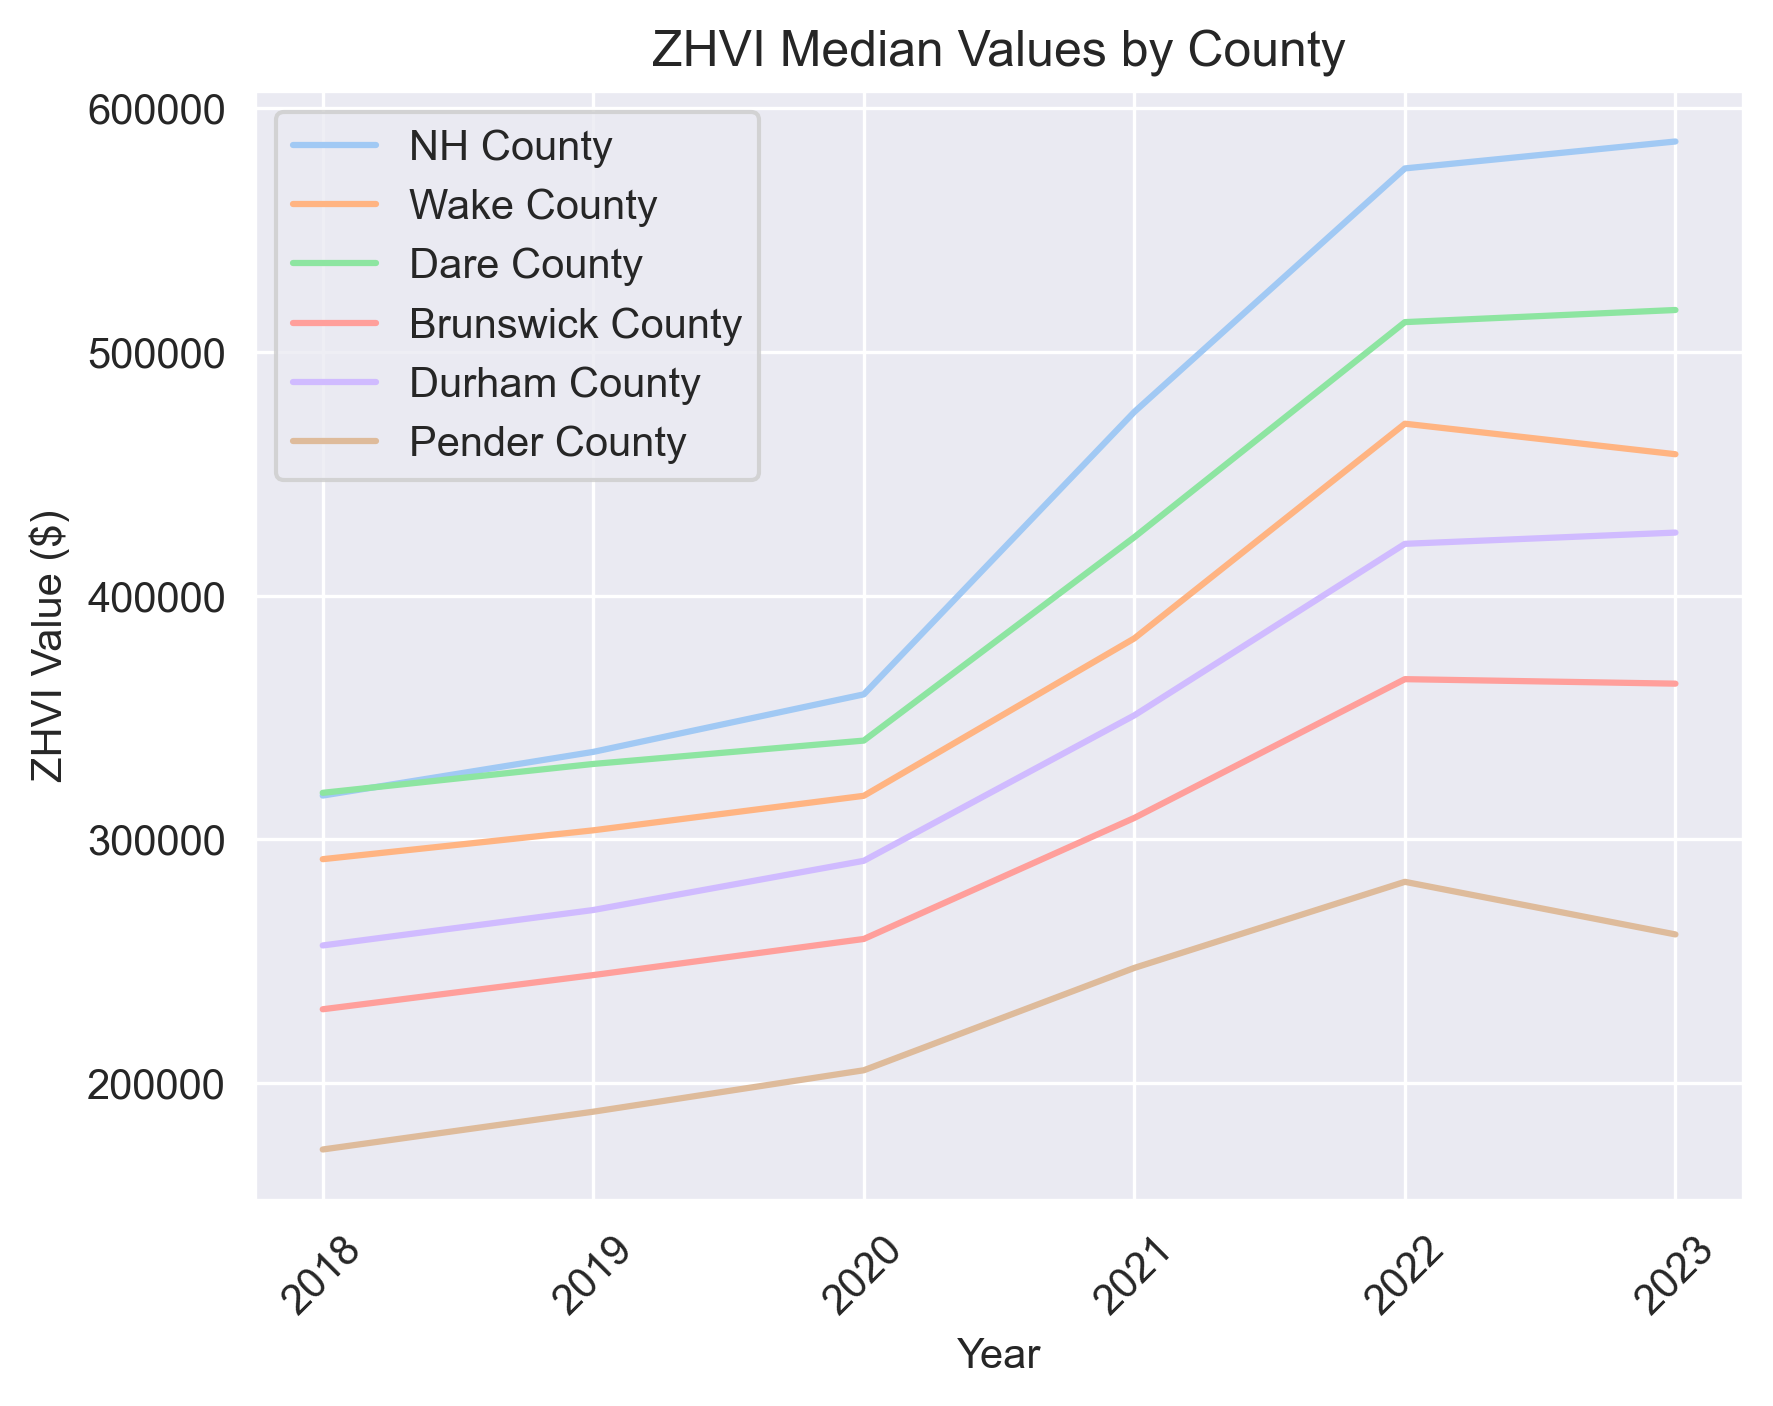 ZHVI Median Values by County
600000
500000
400000
300000
200000
ZHVI Value ($)
NH County
Wake County
Dare County
Brunswick County
Durham County
Pender County
2018
2019
2020
2021
2022
2023
Year